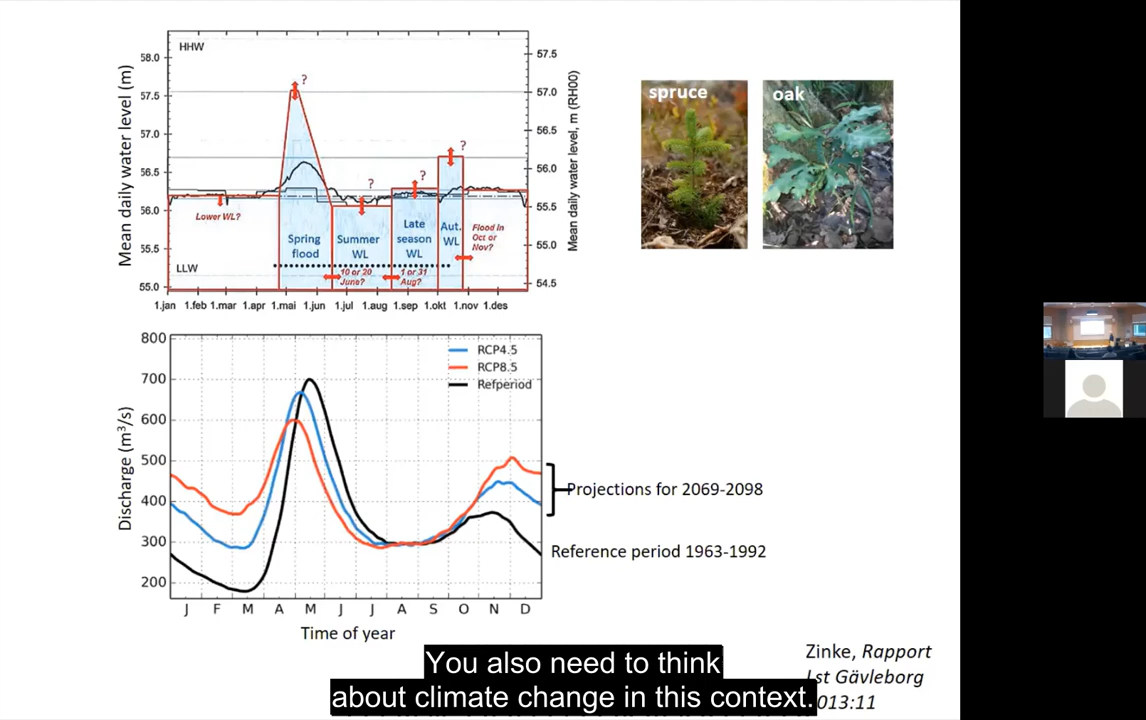 HHW
58.0
57.5
57.0
56.5
56.0
55.5
55.0
57.5
57.0
56.5
56.0
55.5
55.0
54.5
Mean daily water level (m)
Mean daily water level, m (RH00)
?
?
?
?
Lower WL?
Spring
flood
Summer
WL
Late
season
WL
Aut.
WL
Flood in
Oct or
Nov?
LLW
10 or 20
June?
1 or 31
Aug?
1.jan 1.feb 1.mar 1.apr 1.mai 1.jun 1.jul 1.aug 1.sep 1.okt 1.nov 1.des
spruce
oak
800
700
600
500
400
300
200
Discharge (m³/s)
RCP4.5
RCP8.5
Refperiod
J F M A M J J A S O N D
Time of year
Projections for 2069-2098
Reference period 1963-1992
Zinke, Rapport
Lst Gävleborg
013:11
You also need to think
about climate change in this context.